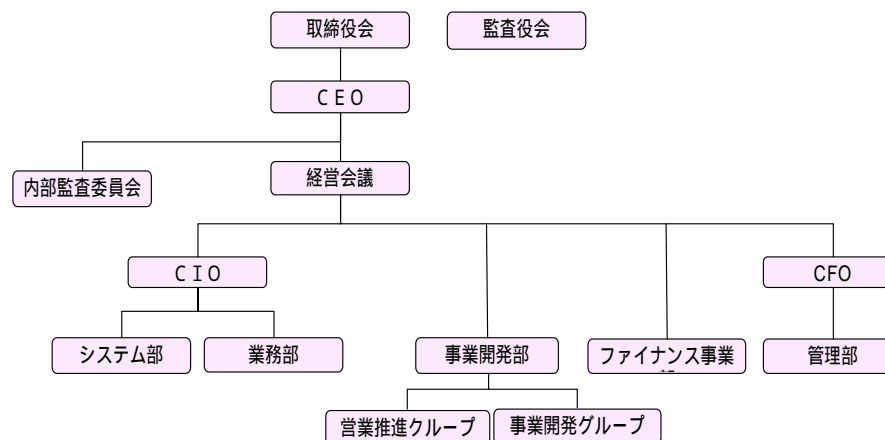 取締役会
監査役会
ＣＥＯ
内部監査委員会
経営会議
ＣＩＯ
CFO
システム部
業務部
事業開発部
ファイナンス事業
管理部
営業推進クループ
事業開発グループ